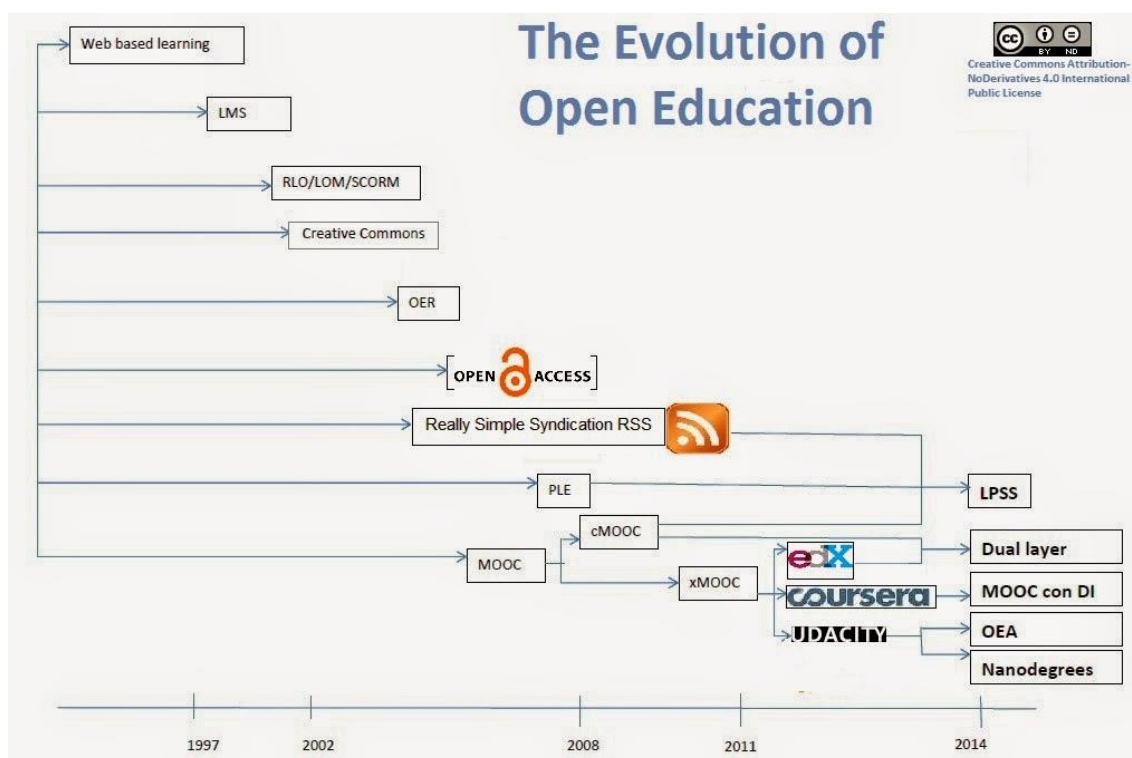 The Evolution of
Open Education
cc
BY ND
Creative Commons Attribution-
NoDerivatives 4.0 International
Public License
Web based learning
LMS
RLO/LOM/SCORM
Creative Commons
OER
OPEN ACCESS
Really Simple Syndication RSS
PLE
LPSS
cMOOC
MOOC
xMOOC
edX
Dual layer
coursera
MOOC con DI
UDACITY
OEA
Nanodegrees
1997
2002
2008
2011
2014